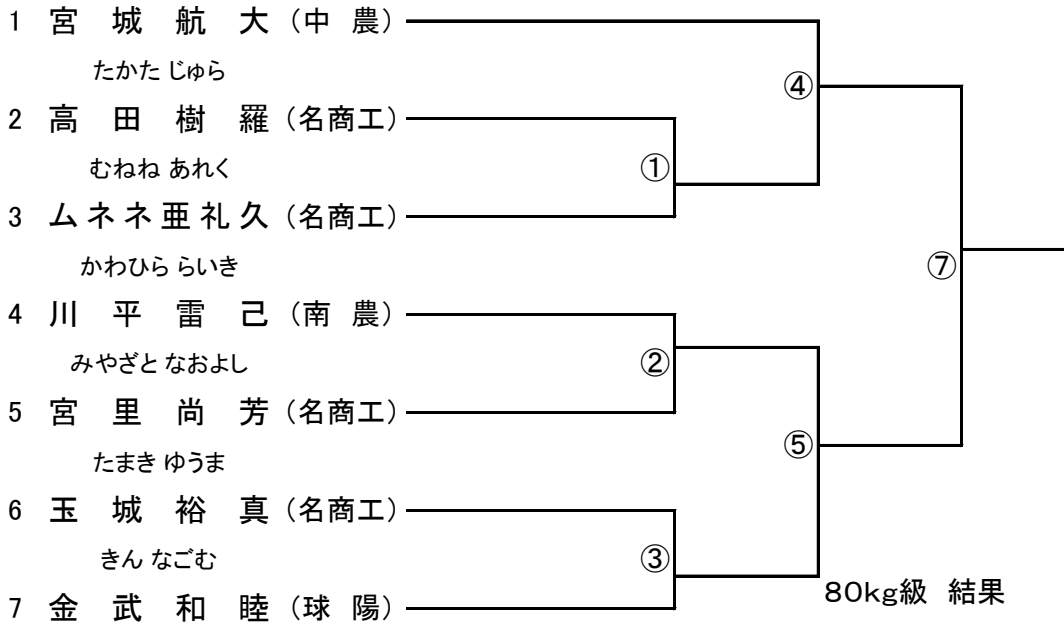 1 宮城航大（中農）
④
たかた じゅら
2 高田樹羅（名商工）
むねね あれく
①
3 ムネネ亜礼久（名商工）
かわひら らいき
⑦
4 川平雷己（南農）
みやざと なおよし
②
5 宮里尚芳（名商工）
たまき ゆうま
⑤
6 玉城裕真（名商工）
きん なごむ
③
7 金武和睦（球陽）
80kg級 結果